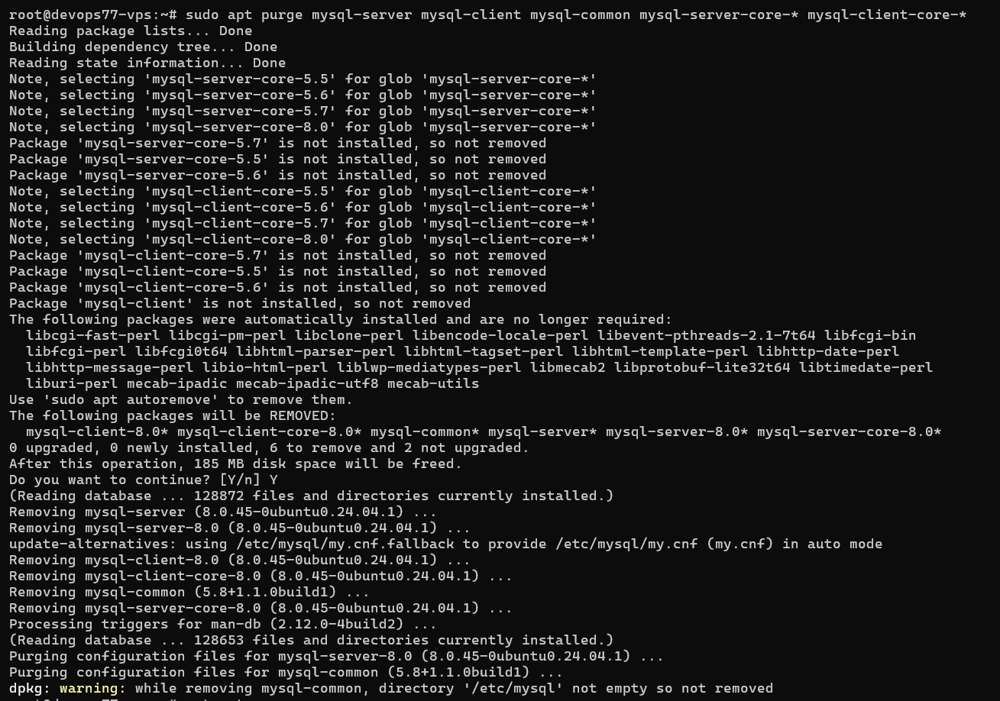 root@devops77-vps:~# sudo apt purge mysql-server mysql-client mysql-common mysql-server-core-* mysql-client-core-*
Reading package lists... Done
Building dependency tree... Done
Reading state information... Done
Note, selecting 'mysql-server-core-5.5' for glob 'mysql-server-core-*'
Note, selecting 'mysql-server-core-5.6' for glob 'mysql-server-core-*'
Note, selecting 'mysql-server-core-5.7' for glob 'mysql-server-core-*'
Note, selecting 'mysql-server-core-8.0' for glob 'mysql-server-core-*'
Package 'mysql-server-core-5.7' is not installed, so not removed
Package 'mysql-server-core-5.5' is not installed, so not removed
Package 'mysql-server-core-5.6' is not installed, so not removed
Note, selecting 'mysql-client-core-5.5' for glob 'mysql-client-core-*'
Note, selecting 'mysql-client-core-5.6' for glob 'mysql-client-core-*'
Note, selecting 'mysql-client-core-5.7' for glob 'mysql-client-core-*'
Note, selecting 'mysql-client-core-8.0' for glob 'mysql-client-core-*'
Package 'mysql-client-core-5.7' is not installed, so not removed
Package 'mysql-client-core-5.5' is not installed, so not removed
Package 'mysql-client-core-5.6' is not installed, so not removed
Package 'mysql-client' is not installed, so not removed
The following packages were automatically installed and are no longer required:
  libcgi-fast-perl libcgi-pm-perl libclone-perl libencode-locale-perl libevent-pthreads-2.1-7t64 libfcgi-bin
  libfcgi-perl libfcgi0t64 libhtml-parser-perl libhtml-tagset-perl libhtml-template-perl libhttp-date-perl
  libhttp-message-perl libio-html-perl liblwp-mediatypes-perl libmecab2 libprotobuf-lite32t64 libtimedate-perl
  liburi-perl mecab-ipadic mecab-ipadic-utf8 mecab-utils
Use 'sudo apt autoremove' to remove them.
The following packages will be REMOVED:
  mysql-client-8.0* mysql-client-core-8.0* mysql-common* mysql-server* mysql-server-8.0* mysql-server-core-8.0*
0 upgraded, 0 newly installed, 6 to remove and 2 not upgraded.
After this operation, 185 MB disk space will be freed.
Do you want to continue? [Y/n] Y
(Reading database ... 128872 files and directories currently installed.)
Removing mysql-server (8.0.45-0ubuntu0.24.04.1) ...
Removing mysql-server-8.0 (8.0.45-0ubuntu0.24.04.1) ...
update-alternatives: using /etc/mysql/my.cnf.fallback to provide /etc/mysql/my.cnf (my.cnf) in auto mode
Removing mysql-client-8.0 (8.0.45-0ubuntu0.24.04.1) ...
Removing mysql-client-core-8.0 (8.0.45-0ubuntu0.24.04.1) ...
Removing mysql-common (5.8+1.1.0build1) ...
Removing mysql-server-core-8.0 (8.0.45-0ubuntu0.24.04.1) ...
Processing triggers for man-db (2.12.0-4build2) ...
(Reading database ... 128653 files and directories currently installed.)
Purging configuration files for mysql-server-8.0 (8.0.45-0ubuntu0.24.04.1) ...
Purging configuration files for mysql-common (5.8+1.1.0build1) ...
dpkg: warning: while removing mysql-common, directory '/etc/mysql' not empty so not removed